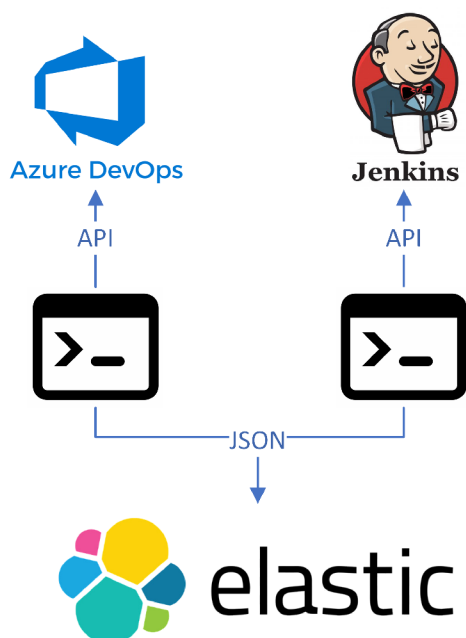 Azure DevOps
Jenkins
API
API
>_
>_
JSON
elastic